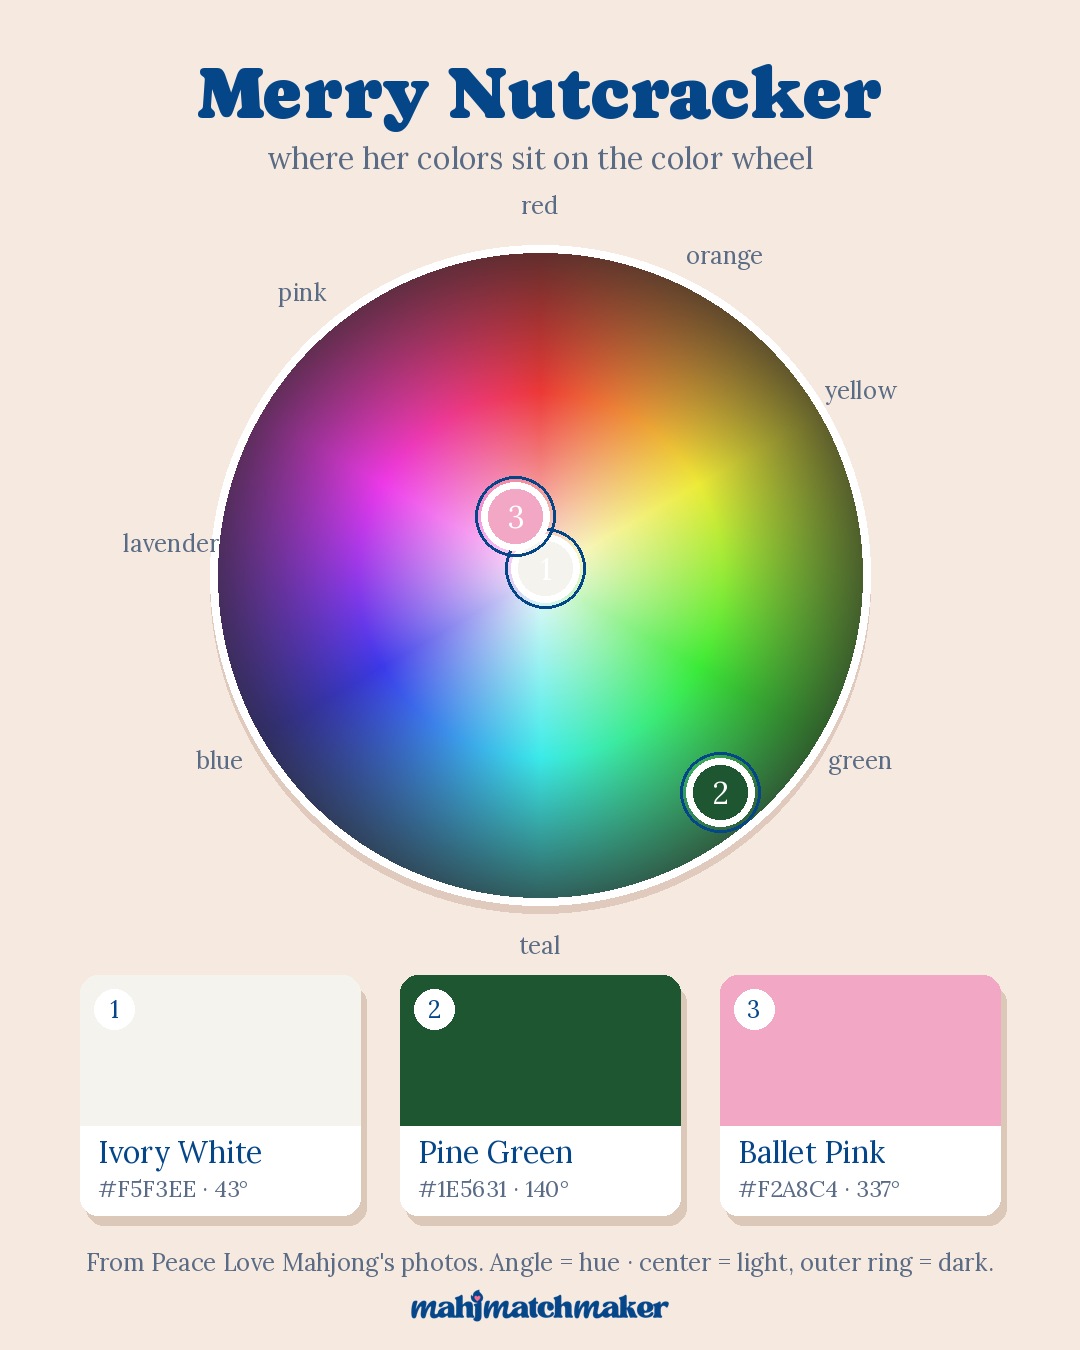 Merry Nutcracker
where her colors sit on the color wheel
red
orange
pink
yellow
lavender
blue
green
teal
3
1
2
1
2
3
Ivory White
#F5F3EE · 43°
Pine Green
#1E5631 · 140°
Ballet Pink
#F2A8C4 · 337°
From Peace Love Mahjong's photos. Angle = hue · center = light, outer ring = dark.
mahjmatchmaker